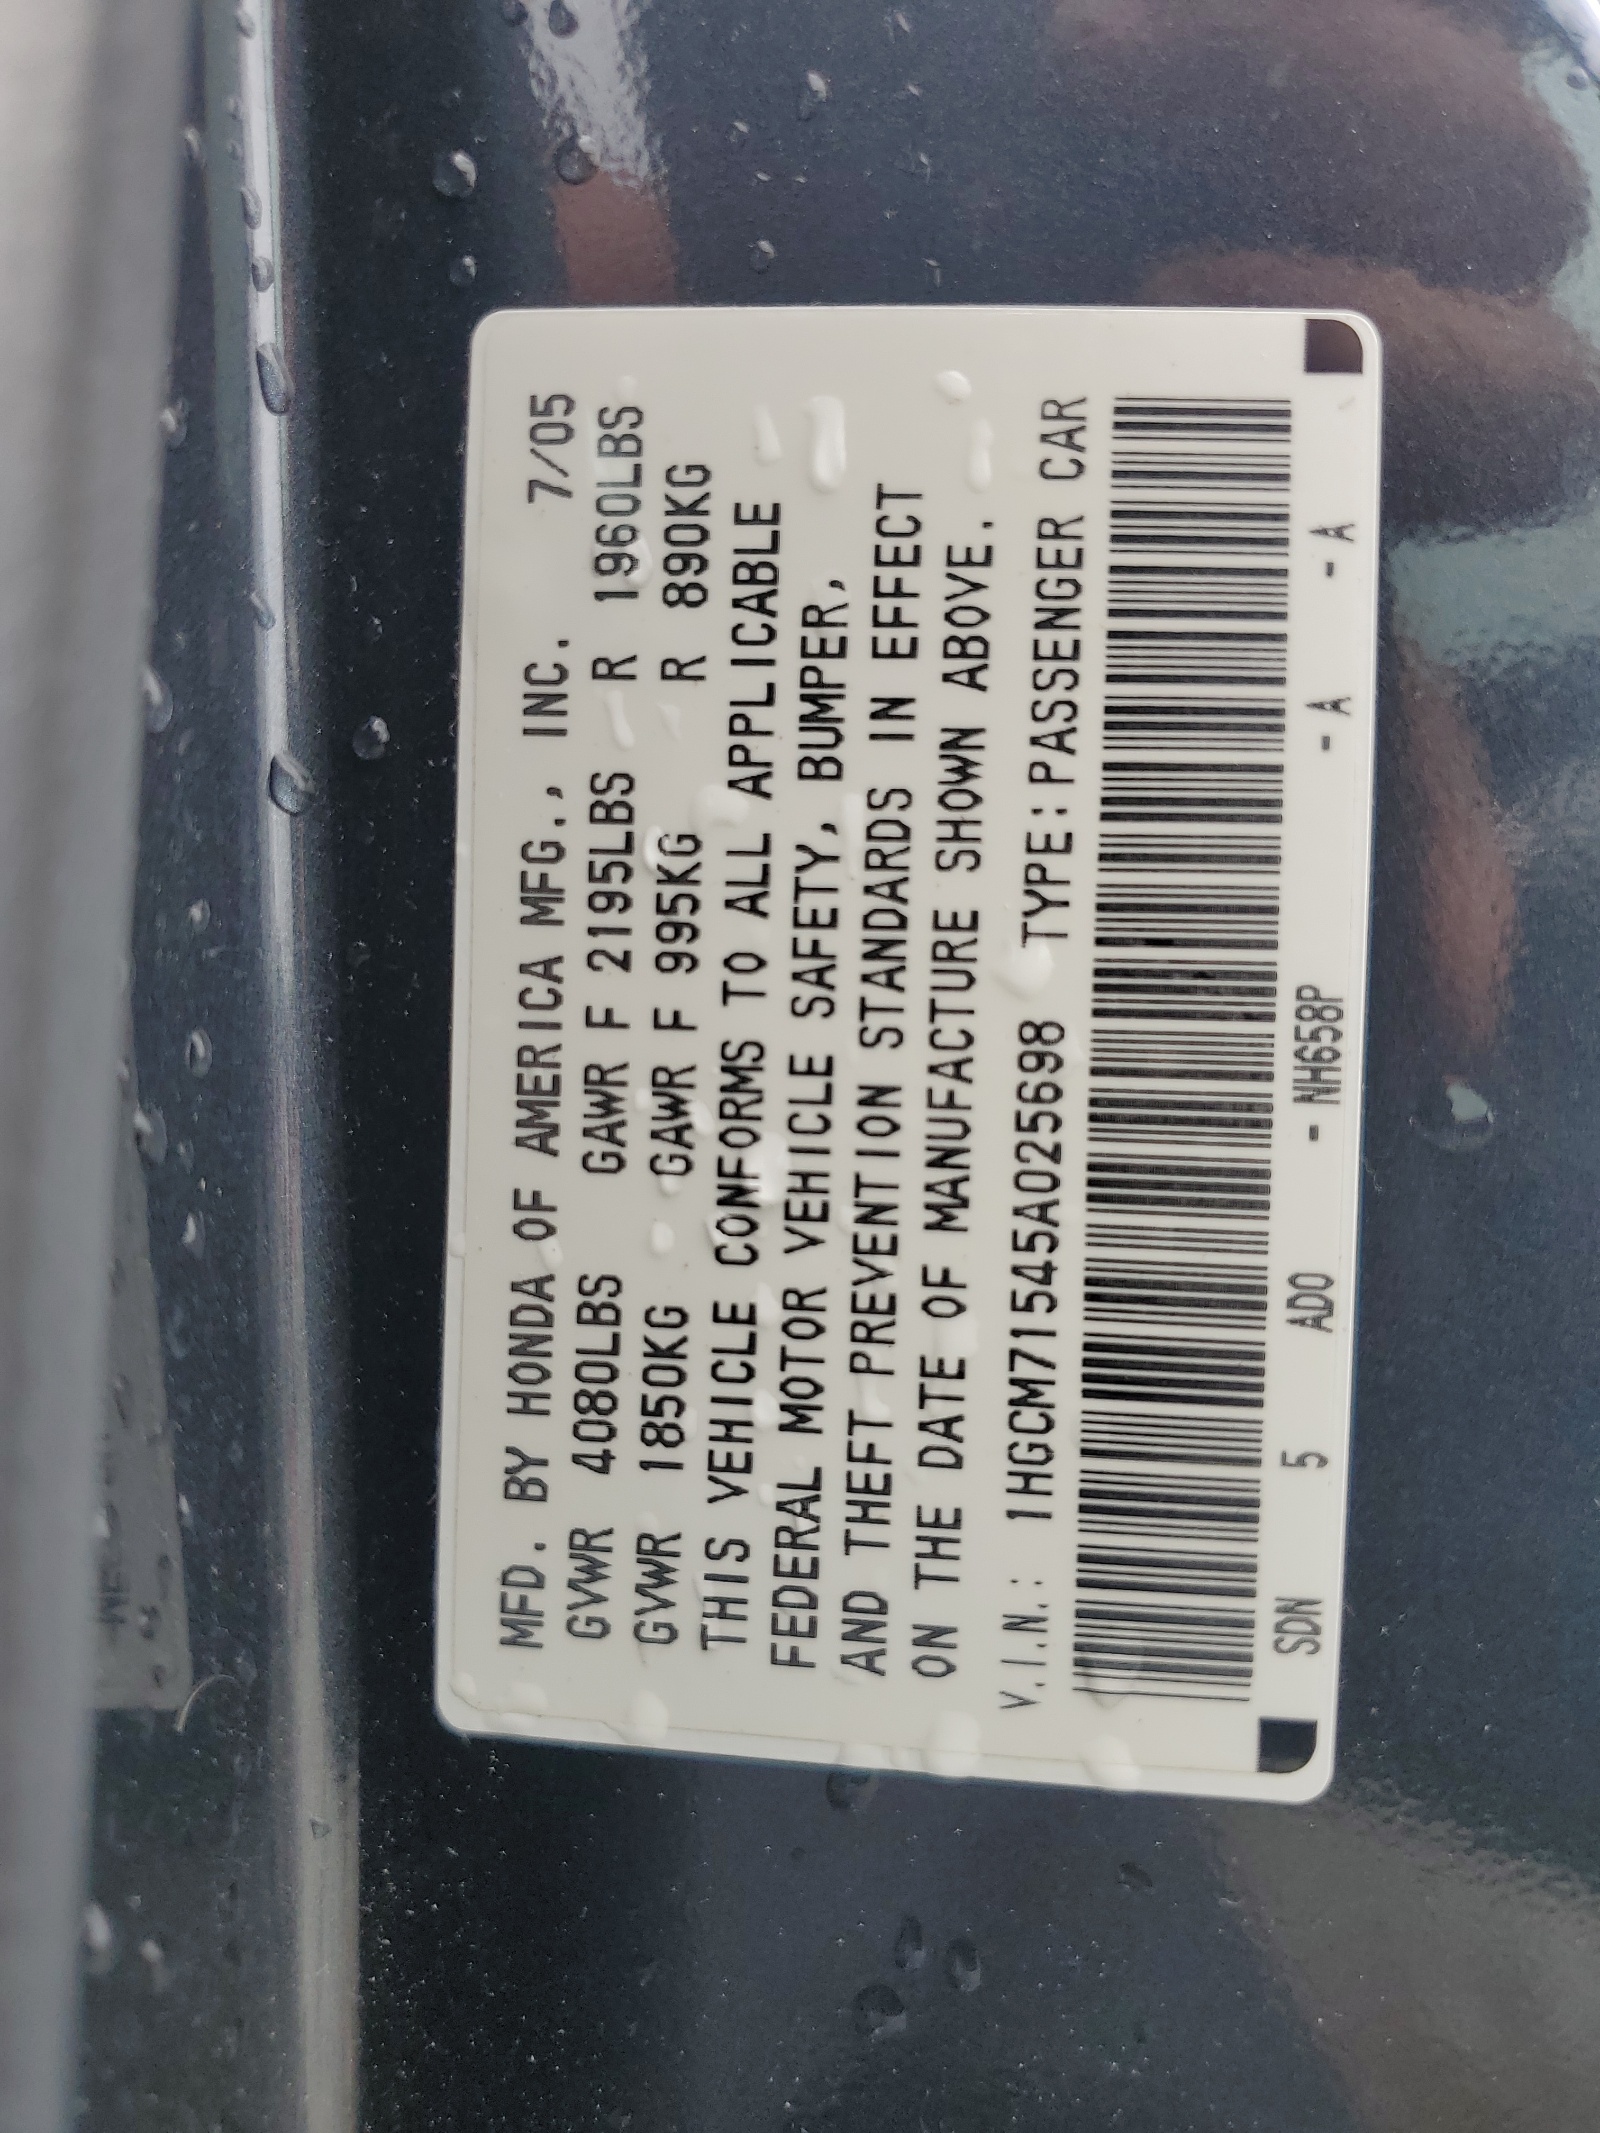 MFD. BY HONDA OF AMERICA MFG., INC. 7/05
GVWR 4080LBS GAWR F 2195LBS R 1960LBS
GVWR 1850KG GAWR F 995KG R 890KG
THIS VEHICLE CONFORMS TO ALL APPLICABLE
FEDERAL MOTOR VEHICLE SAFETY, BUMPER,
AND THEFT PREVENTION STANDARDS IN EFFECT
ON THE DATE OF MANUFACTURE SHOWN ABOVE.
V.I.N.: 1HGCM71545A025698 TYPE:PASSENGER CAR
SDN 5 ADO - NH658P - A - A